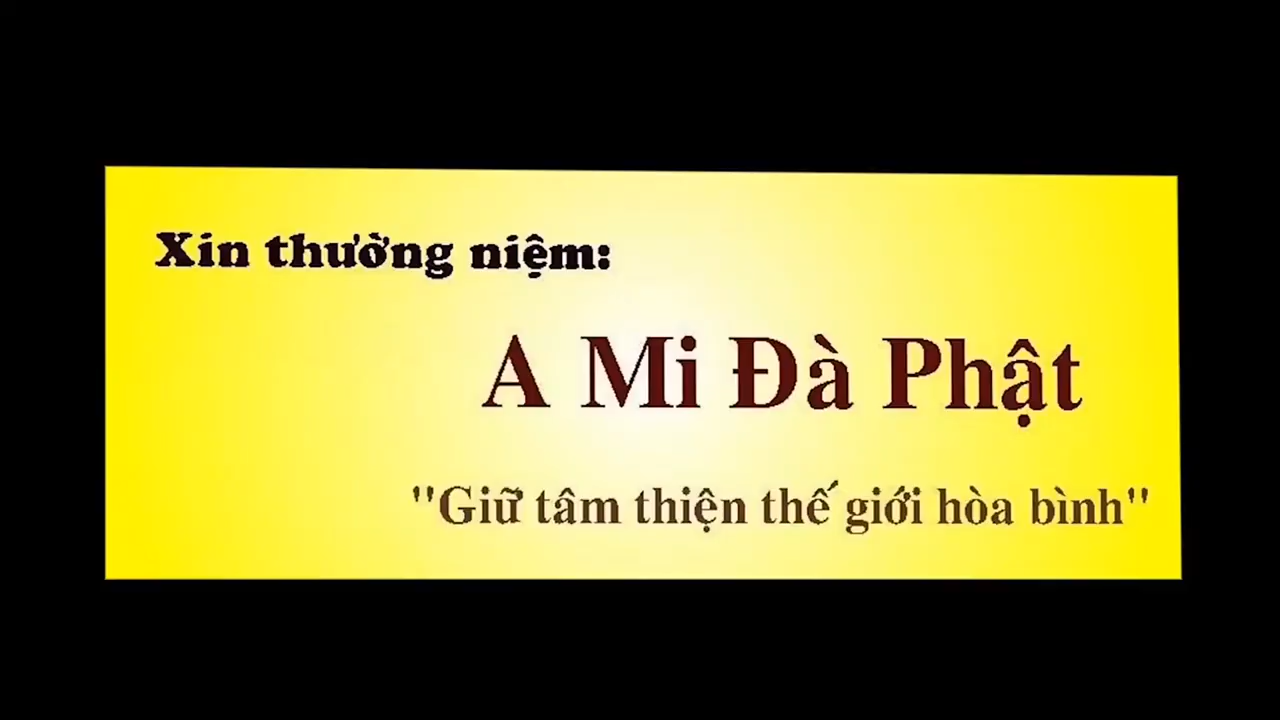 Xin thường niệm:
A Mi Đà Phật
"Giữ tâm thiện thế giới hòa bình"